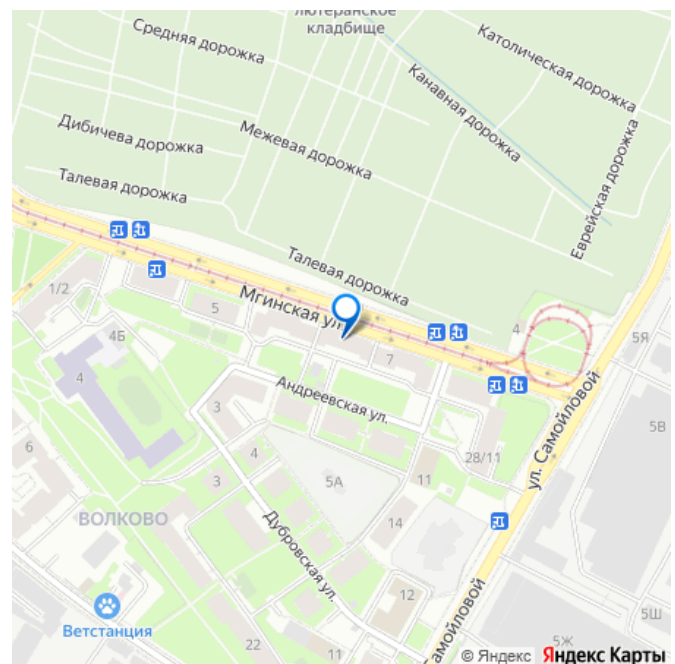 лютеранское
кладбище
Средняя дорожка
Католическая дорожка
Канавная дорожка
Дибичева дорожка
Межевая дорожка
Еврейская дорожка
Талевая дорожка
Талевая дорожка
Мгинская ул.
1/2
5
4
5Я
4Б
7
4
Андреевская ул.
ул. Самойловой
3
5В
6
4
28/11
3
5А
11
ВОЛКОВО
14
Дубровская ул.
12
5Ш
Ветстанция
22
11
5Ж
Самойловой
© Яндекс Яндекс Карты